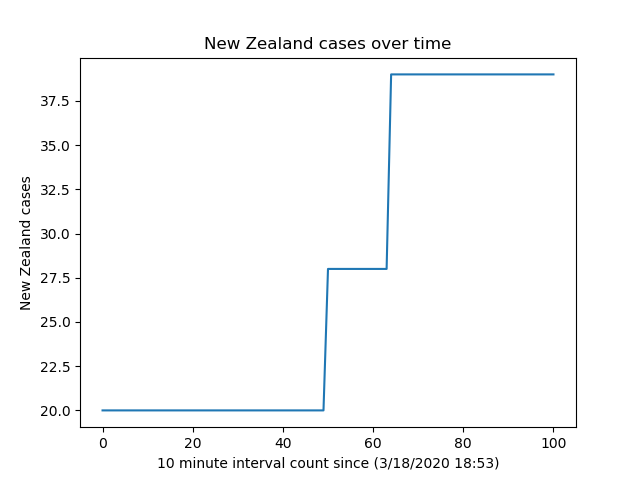 New Zealand cases over time
37.5
35.0
32.5
30.0
27.5
25.0
22.5
20.0
New Zealand cases
0 20 40 60 80 100
10 minute interval count since (3/18/2020 18:53)